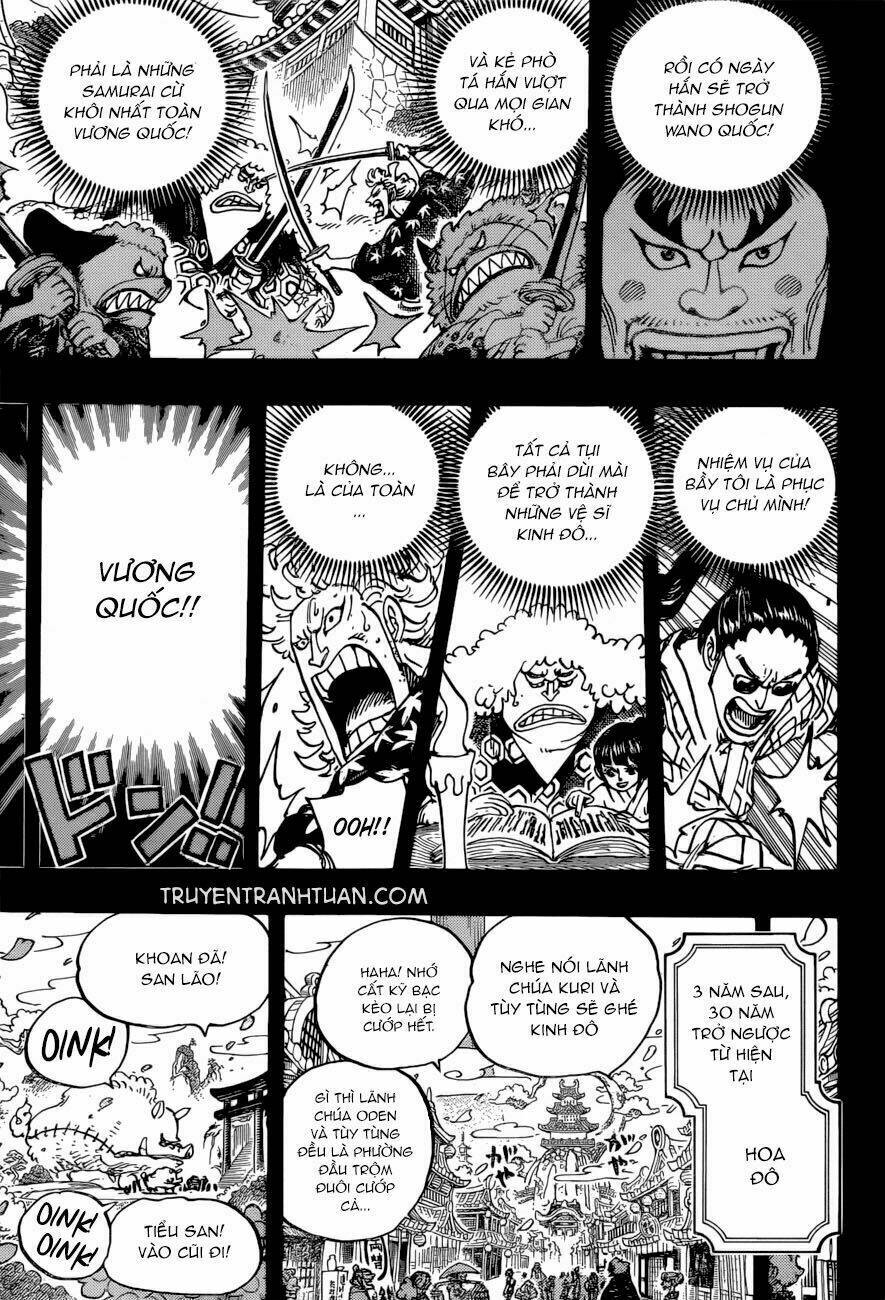 RỒI CÓ NGÀY
HẮN SẼ TRỞ
THÀNH SHOGUN
WANO QUỐC!
VÀ KẺ PHÒ
TÁ HẮN VƯỢT
QUA MỌI GIAN
KHÓ...
PHẢI LÀ NHỮNG
SAMURAI CỪ
KHÔI NHẤT TOÀN
VƯƠNG QUỐC!
NHIỆM VỤ CỦA
BẦY TÔI LÀ PHỤC
VỤ CHỦ MÌNH!
TẤT CẢ TỤI
BÂY PHẢI DÙI MÀI
ĐỂ TRỞ THÀNH
NHỮNG VỆ SĨ
KINH ĐÔ...
KHÔNG...
LÀ CỦA TOÀN
...
OOH!!
VƯƠNG
QUỐC!!
ドン!!
TRUYENTRANHTUAN.COM
3 NĂM SAU,
30 NĂM
TRỞ NGƯỢC
TỪ HIỆN
TẠI
HOA
ĐÔ
NGHE NÓI LÃNH
CHÚA KURI VÀ
TÙY TÙNG SẼ GHÉ
KINH ĐÔ
HAHA! NHỚ
CẤT KỸ BẠC
KẺO LẠI BỊ
CƯỚP HẾT.
GÌ THÌ LÃNH
CHÚA ODEN
VÀ TÙY TÙNG
ĐỀU LÀ PHƯỜNG
ĐẦU TRỘM
ĐUÔI CƯỚP
CẢ...
KHOAN ĐÃ!
SAN LÃO!
OINK!
OINK!
OINK!
TIỂU SAN!
VÀO CŨI ĐI!